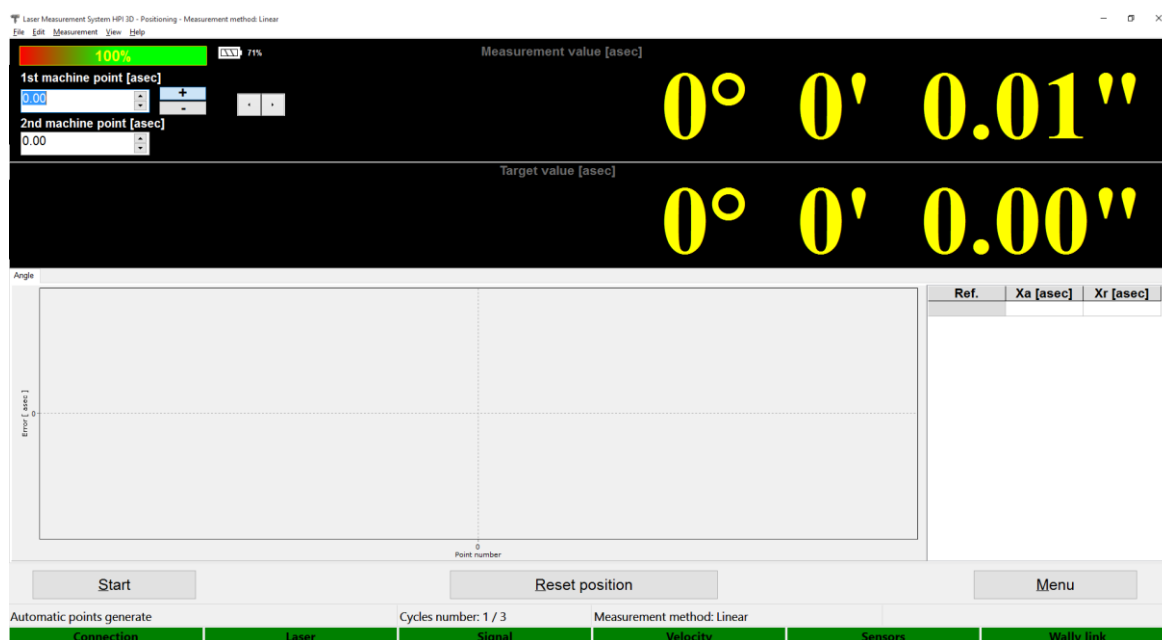 Laser Measurement System HPI 3D - Positioning - Measurement method: Linear
File Edit Measurement View Help
100%
71%
Measurement value [asec]
1st machine point [asec]
0.00
+
-
2nd machine point [asec]
0.00
0° 0' 0.01"
Target value [asec]
0° 0' 0.00"
Angle
Error [ asec ]
0
0
Point number
Ref. Xa [asec] Xr [asec]
Start Reset position Menu
Automatic points generate Cycles number: 1 / 3 Measurement method: Linear
Connection Laser Signal Velocity Sensors Wally link